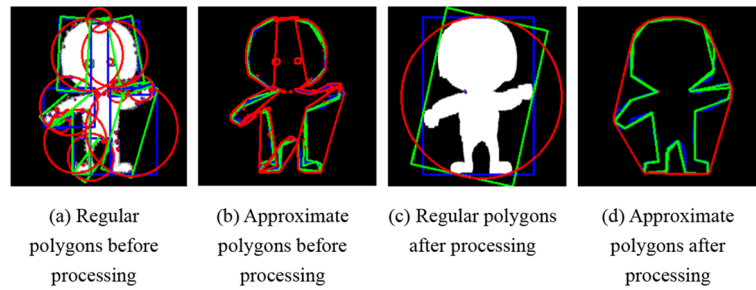 (a) Regular
polygons before
processing
(b) Approximate
polygons before
processing
(c) Regular polygons
after processing
(d) Approximate
polygons after
processing